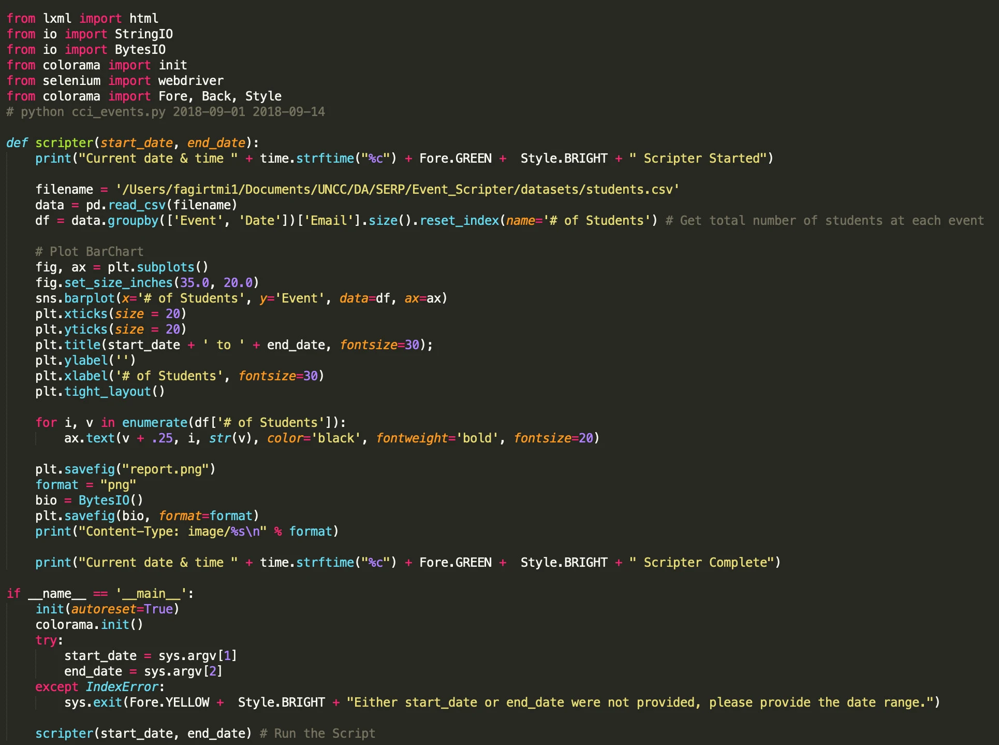 from lxml import html
from io import StringIO
from io import BytesIO
from colorama import init
from selenium import webdriver
from colorama import Fore, Back, Style
# python cci_events.py 2018-09-01 2018-09-14

def scripter(start_date, end_date):
    print("Current date & time " + time.strftime("%c") + Fore.GREEN +  Style.BRIGHT + " Scripter Started")

    filename = '/Users/fagirtmi1/Documents/UNCC/DA/SERP/Event_Scripter/datasets/students.csv'
    data = pd.read_csv(filename)
    df = data.groupby(['Event', 'Date'])['Email'].size().reset_index(name='# of Students') # Get total number of students at each event

    # Plot BarChart
    fig, ax = plt.subplots()
    fig.set_size_inches(35.0, 20.0)
    sns.barplot(x='# of Students', y='Event', data=df, ax=ax)
    plt.xticks(size = 20)
    plt.yticks(size = 20)
    plt.title(start_date + ' to ' + end_date, fontsize=30);
    plt.ylabel('')
    plt.xlabel('# of Students', fontsize=30)
    plt.tight_layout()

    for i, v in enumerate(df['# of Students']):
        ax.text(v + .25, i, str(v), color='black', fontweight='bold', fontsize=20)

    plt.savefig("report.png")
    format = "png"
    bio = BytesIO()
    plt.savefig(bio, format=format)
    print("Content-Type: image/%s\n" % format)

    print("Current date & time " + time.strftime("%c") + Fore.GREEN +  Style.BRIGHT + " Scripter Complete")

if __name__ == '__main__':
    init(autoreset=True)
    colorama.init()
    try:
        start_date = sys.argv[1]
        end_date = sys.argv[2]
    except IndexError:
        sys.exit(Fore.YELLOW +  Style.BRIGHT + "Either start_date or end_date were not provided, please provide the date range.")

    scripter(start_date, end_date) # Run the Script